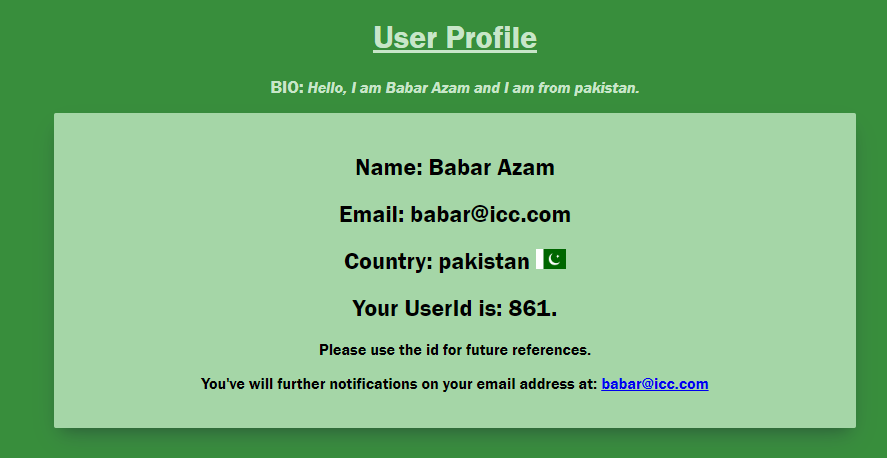 User Profile
BIO: Hello, I am Babar Azam and I am from pakistan.
Name: Babar Azam
Email: babar@icc.com
Country: pakistan
Your UserId is: 861.
Please use the id for future references.
You've will further notifications on your email address at: babar@icc.com